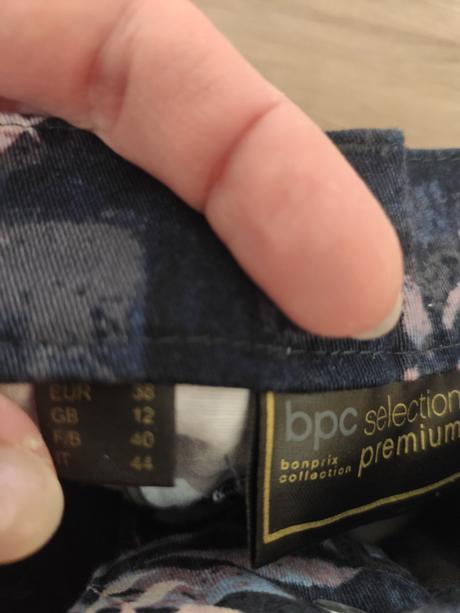 EUR 38
GB 12
F/B 40
IT 44
bpc selection
premium
bonprix
collection